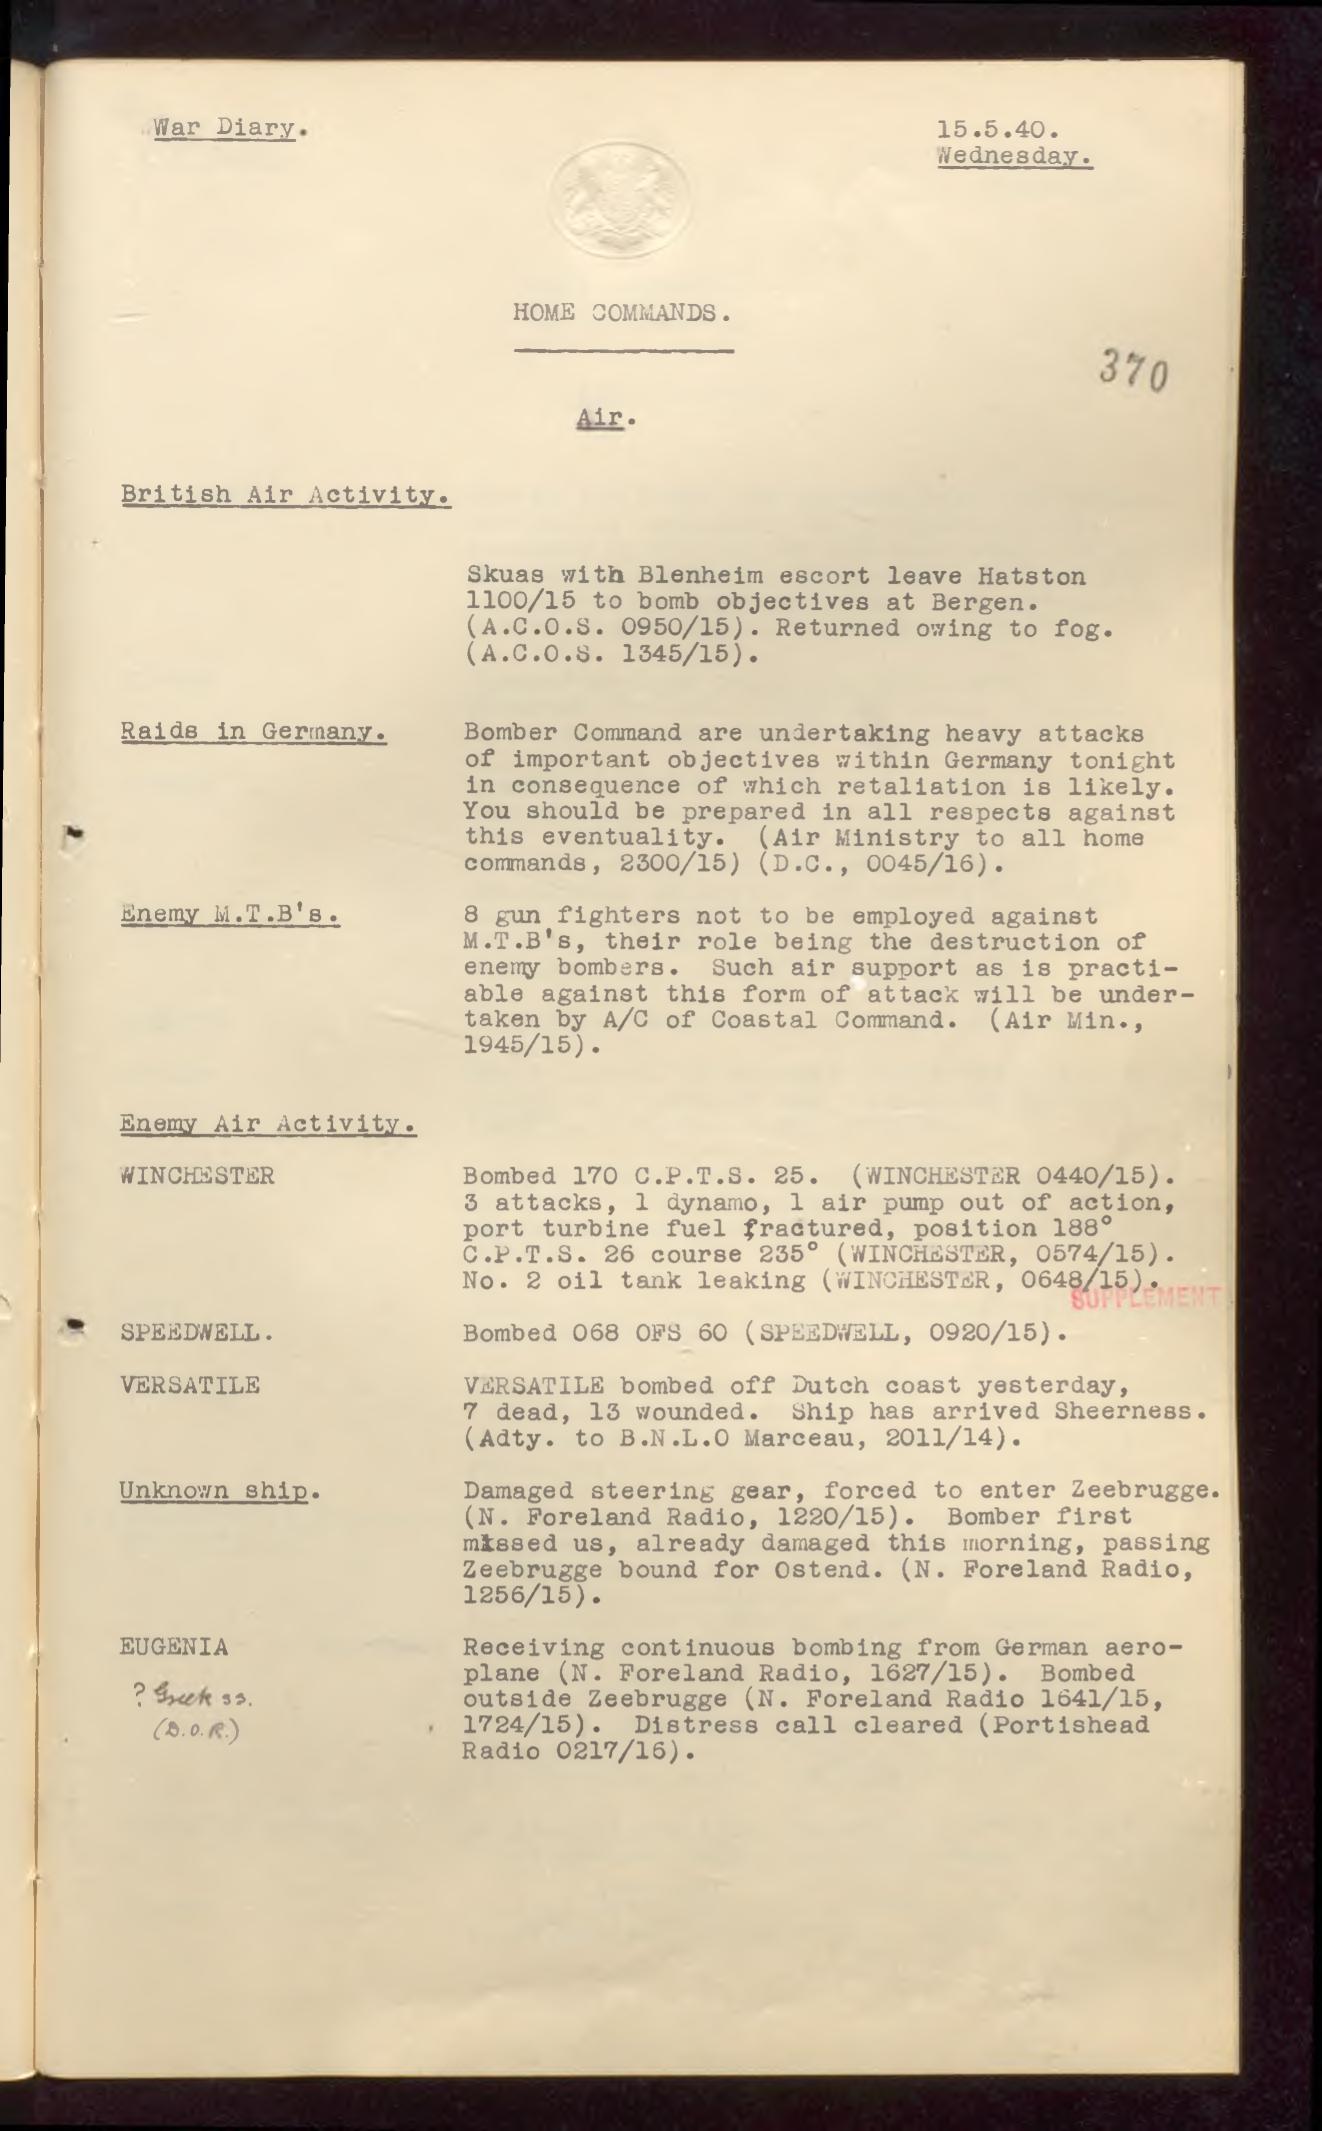 War Diary.
15.5.40.
Wednesday.
HOME COMMANDS.
370
Air.
British Air Activity.
Skuas with Blenheim escort leave Hatston
1100/15 to bomb objectives at Bergen.
(A.C.O.S. 0950/15). Returned owing to fog.
(A.C.O.S. 1345/15).
Raids in Germany.
Bomber Command are undertaking heavy attacks
of important objectives within Germany tonight
in consequence of which retaliation is likely.
You should be prepared in all respects against
this eventuality. (Air Ministry to all home
commands, 2300/15) (D.C., 0045/16).
Enemy M.T.B's.
8 gun fighters not to be employed against
M.T.B's, their role being the destruction of
enemy bombers. Such air support as is practi-
able against this form of attack will be under-
taken by A/C of Coastal Command. (Air Min.,
1945/15).
Enemy Air Activity.
WINCHESTER
Bombed 170 C.P.T.S. 25. (WINCHESTER 0440/15).
3 attacks, 1 dynamo, 1 air pump out of action,
port turbine fuel fractured, position 188°
C.P.T.S. 26 course 235° (WINCHESTER, 0574/15).
No. 2 oil tank leaking (WINCHESTER, 0648/15).
SUPPLEMENT
SPEEDWELL.
Bombed 068 OFS 60 (SPEEDWELL, 0920/15).
VERSATILE
VERSATILE bombed off Dutch coast yesterday,
7 dead, 13 wounded. Ship has arrived Sheerness.
(Adty. to B.N.L.O Marceau, 2011/14).
Unknown ship.
Damaged steering gear, forced to enter Zeebrugge.
(N. Foreland Radio, 1220/15). Bomber first
missed us, already damaged this morning, passing
Zeebrugge bound for Ostend. (N. Foreland Radio,
1256/15).
EUGENIA
? Greek ss.
(D.O.R.)
Receiving continuous bombing from German aero-
plane (N. Foreland Radio, 1627/15). Bombed
outside Zeebrugge (N. Foreland Radio 1641/15,
1724/15). Distress call cleared (Portishead
Radio 0217/16).